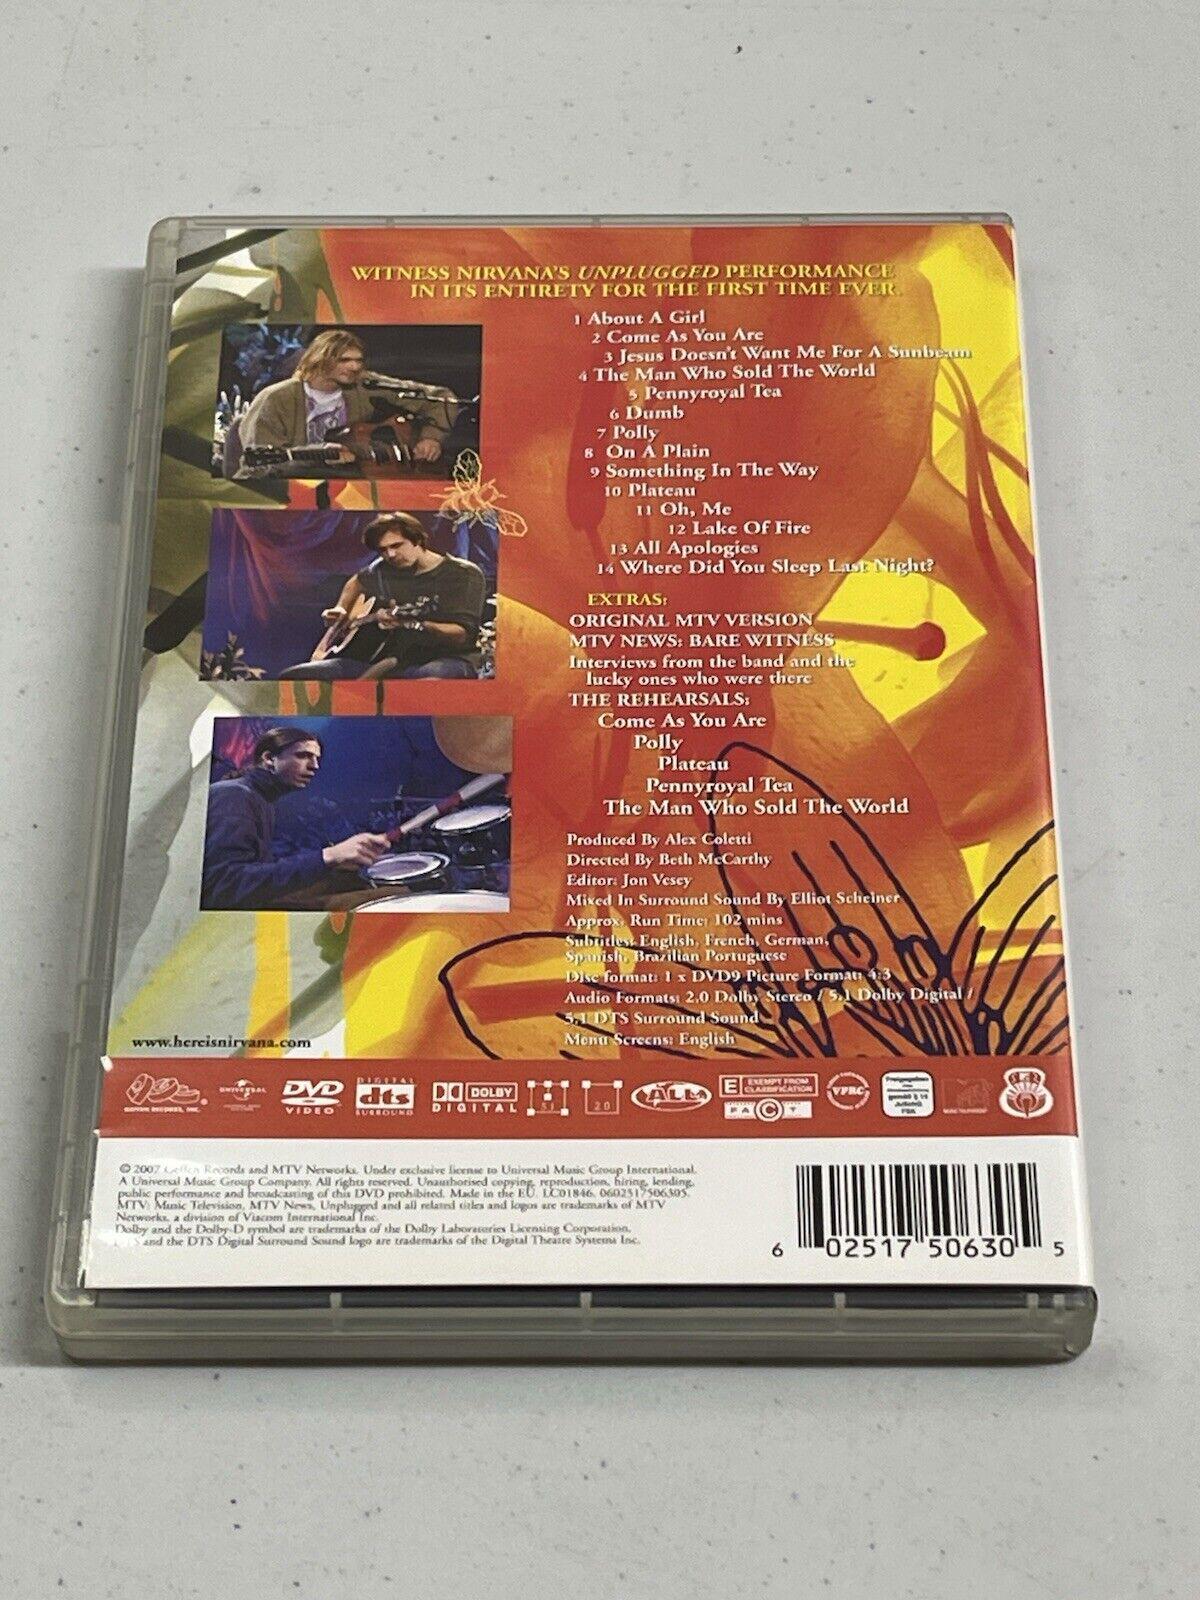 WITNESS NIRVANA'S UNPLUGGED PERFORMANCE
IN ITS ENTIRETY FOR THE FIRST TIME EVER.
1 About A Girl
2 Come As You Are
3 Jesus Doesn't Want Me For A Sunbeam
4 The Man Who Sold The World
5 Pennyroyal Tea
6 Dumb
7 Polly
8 On A Plain
9 Something In The Way
10 Plateau
11 Oh, Me
12 Lake Of Fire
13 All Apologies
14 Where Did You Sleep Last Night?
EXTRAS:
ORIGINAL MTV VERSION
MTV NEWS: BARE WITNESS
Interviews from the band and the
lucky ones who were there
THE REHEARSALS:
Come As You Are
Polly
Plateau
Pennyroyal Tea
The Man Who Sold The World
Produced By Alex Coletti
Directed By Beth McCarthy
Editor: Jon Vesey
Mixed In Surround Sound By Elliot Scheiner
Approx. Run Time: 102 mins
Subtitles: English, French, German,
Spanish, Brazilian Portuguese
Disc format: 1 x DVD9 Picture Format: 4:3
Audio Formats: 2.0 Dolby Stereo / 5.1 Dolby Digital /
5.1 DTS Surround Sound
Menu Screens: English
www.hereisnirvana.com
GEFFEN RECORDS, INC.
UNIVERSAL
DVD VIDEO
DIGITAL dts SURROUND
DOLBY DIGITAL
5.1
2.0
ALL
E EXEMPT FROM CLASSIFICATION
FACT
VPRC
© 2007 Geffen Records and MTV Networks. Under exclusive license to Universal Music Group International.
A Universal Music Group Company. All rights reserved. Unauthorised copying, reproduction, hiring, lending,
public performance and broadcasting of this DVD prohibited. Made in the EU. LC01846. 0602517506305.
MTV: Music Television, MTV News, Unplugged and all related titles and logos are trademarks of MTV
Networks, a division of Viacom International Inc.
Dolby and the Dolby-D symbol are trademarks of the Dolby Laboratories Licensing Corporation.
and the DTS Digital Surround Sound logo are trademarks of the Digital Theatre Systems Inc.
6 02517 50630 5